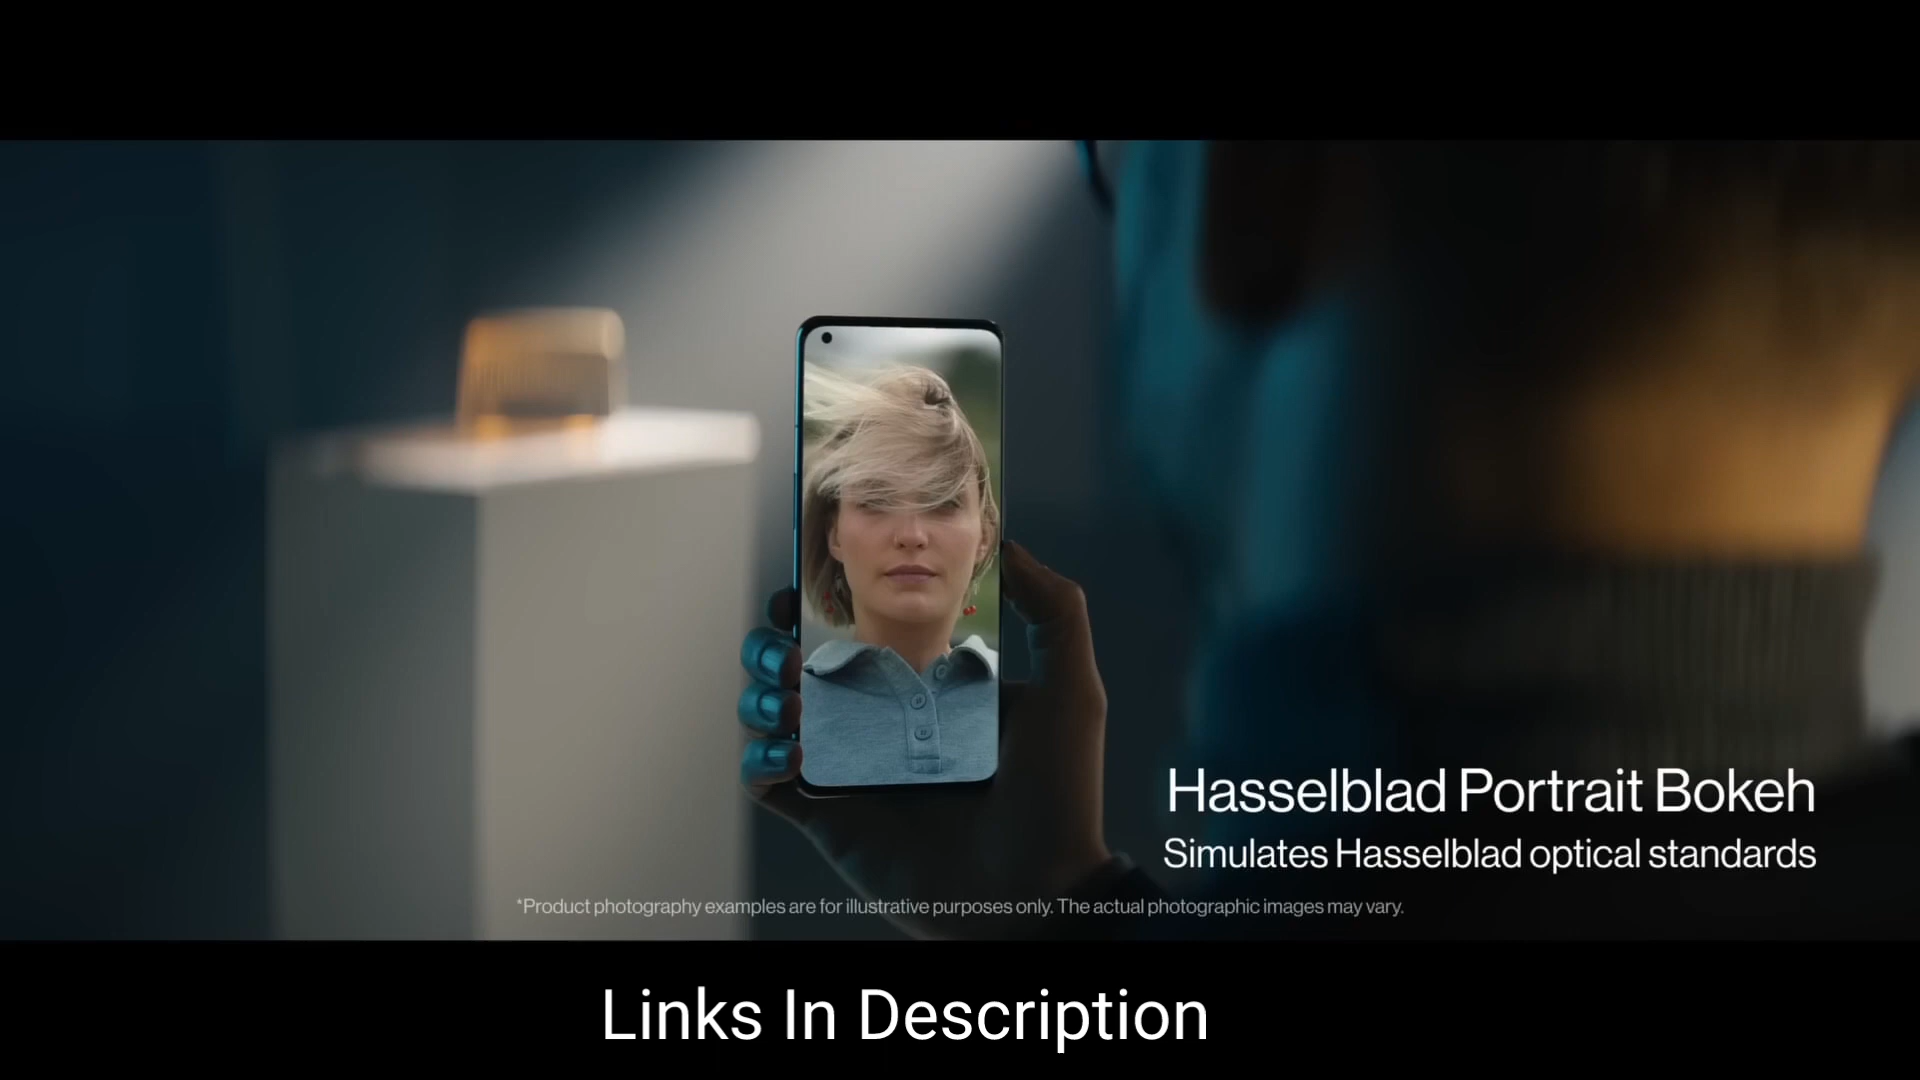 Hasselblad Portrait Bokeh
Simulates Hasselblad optical standards
*Product photography examples are for illustrative purposes only. The actual photographic images may vary.
Links In Description